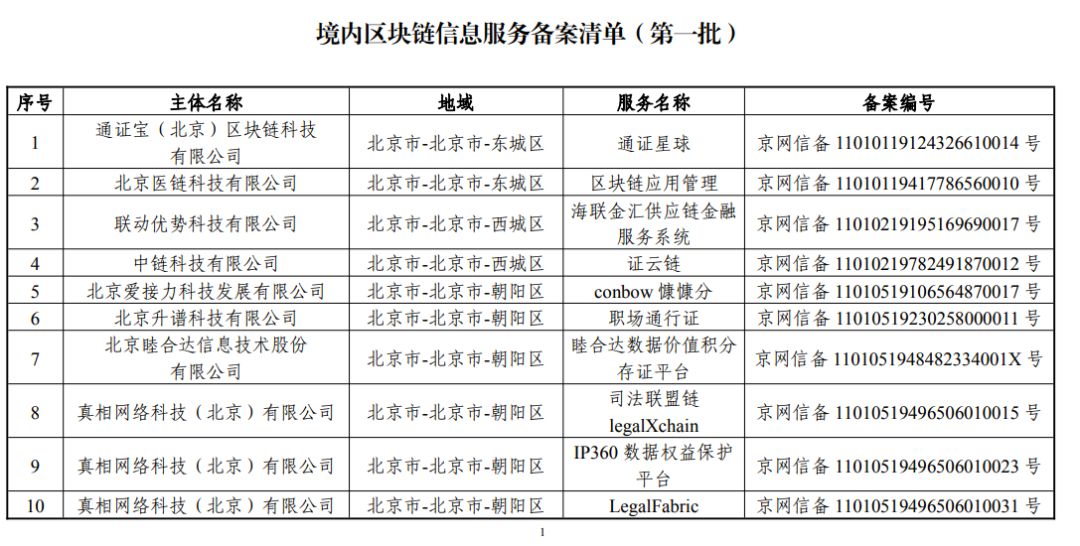 境内区块链信息服务备案清单（第一批）
序号 主体名称 地域 服务名称 备案编号
1 通证宝（北京）区块链科技有限公司 北京市-北京市-东城区 通证星球 京网信备 11010119124326610014 号
2 北京医链科技有限公司 北京市-北京市-东城区 区块链应用管理 京网信备 11010119417786560010 号
3 联动优势科技有限公司 北京市-北京市-西城区 海联金汇供应链金融服务系统 京网信备 11010219195169690017 号
4 中链科技有限公司 北京市-北京市-西城区 证云链 京网信备 11010219782491870012 号
5 北京爱接力科技发展有限公司 北京市-北京市-朝阳区 conbow 慷慷分 京网信备 11010519106564870017 号
6 北京升谱科技有限公司 北京市-北京市-朝阳区 职场通行证 京网信备 11010519230258000011 号
7 北京睦合达信息技术股份有限公司 北京市-北京市-朝阳区 睦合达数据价值积分存证平台 京网信备 1101051948482334001X 号
8 真相网络科技（北京）有限公司 北京市-北京市-朝阳区 司法联盟链 legalXchain 京网信备 11010519496506010015 号
9 真相网络科技（北京）有限公司 北京市-北京市-朝阳区 IP360 数据权益保护平台 京网信备 11010519496506010023 号
10 真相网络科技（北京）有限公司 北京市-北京市-朝阳区 LegalFabric 京网信备 11010519496506010031 号
1